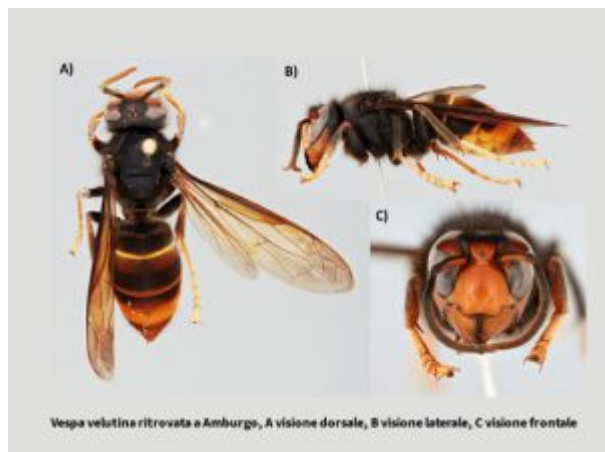 A)
B)
C)
Vespa velutina ritrovata a Amburgo, A visione dorsale, B visione laterale, C visione frontale